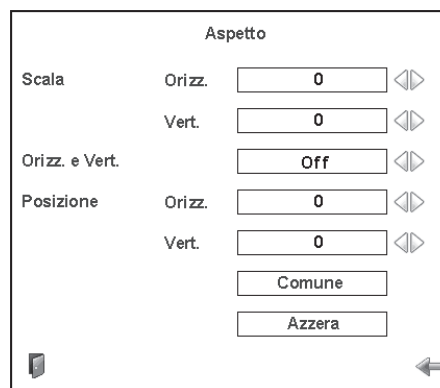 Aspetto
Scala Orizz. 0
Vert. 0
Orizz. e Vert. Off
Posizione Orizz. 0
Vert. 0
Comune
Azzera